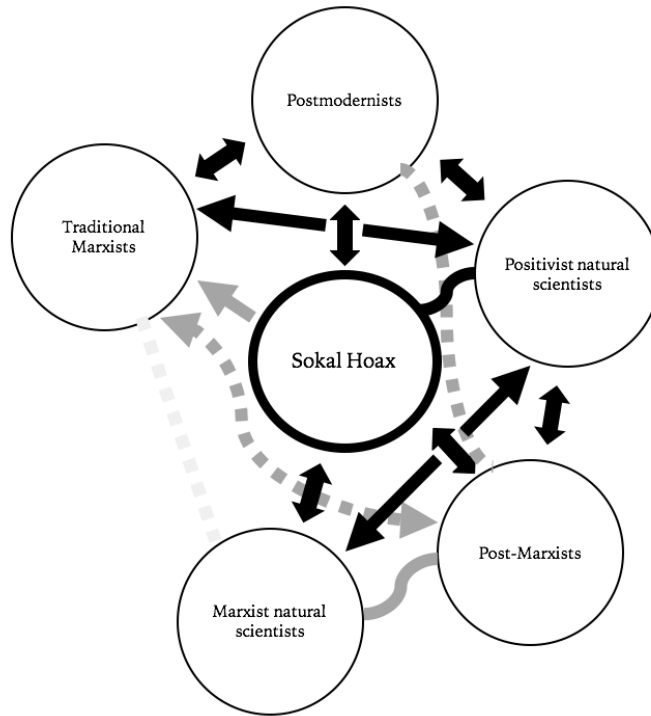 Postmodernists
Traditional
Marxists
Positivist natural
scientists
Sokal Hoax
Post-Marxists
Marxist natural
scientists